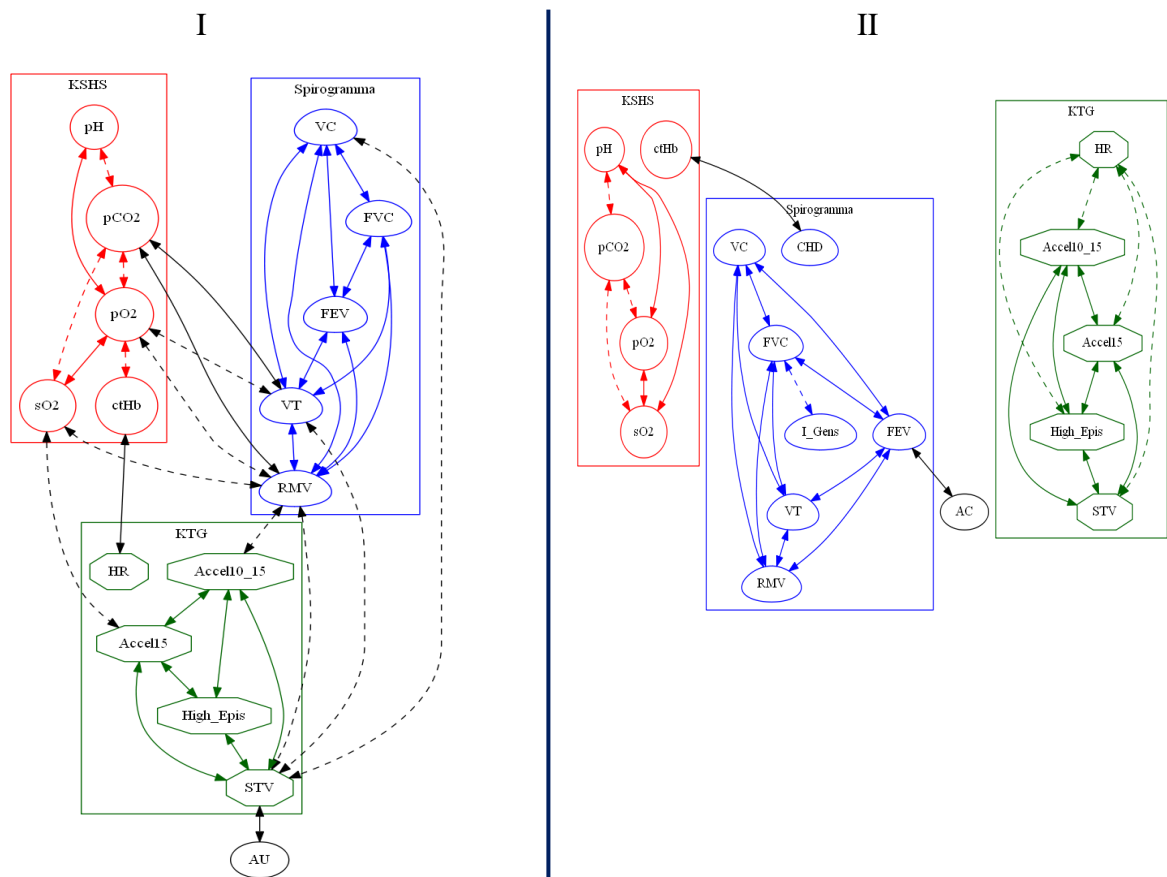 I
II
KSHS
pH
pCO2
pO2
sO2
ctHb
Spirogramma
VC
FVC
FEV
VT
RMV
KTG
HR
Accel10_15
Accel15
High_Epis
STV
AU
KSHS
pH
ctHb
pCO2
pO2
sO2
Spirogramma
VC
CHD
FVC
I_Gens
FEV
VT
RMV
AC
KTG
HR
Accel10_15
Accel15
High_Epis
STV